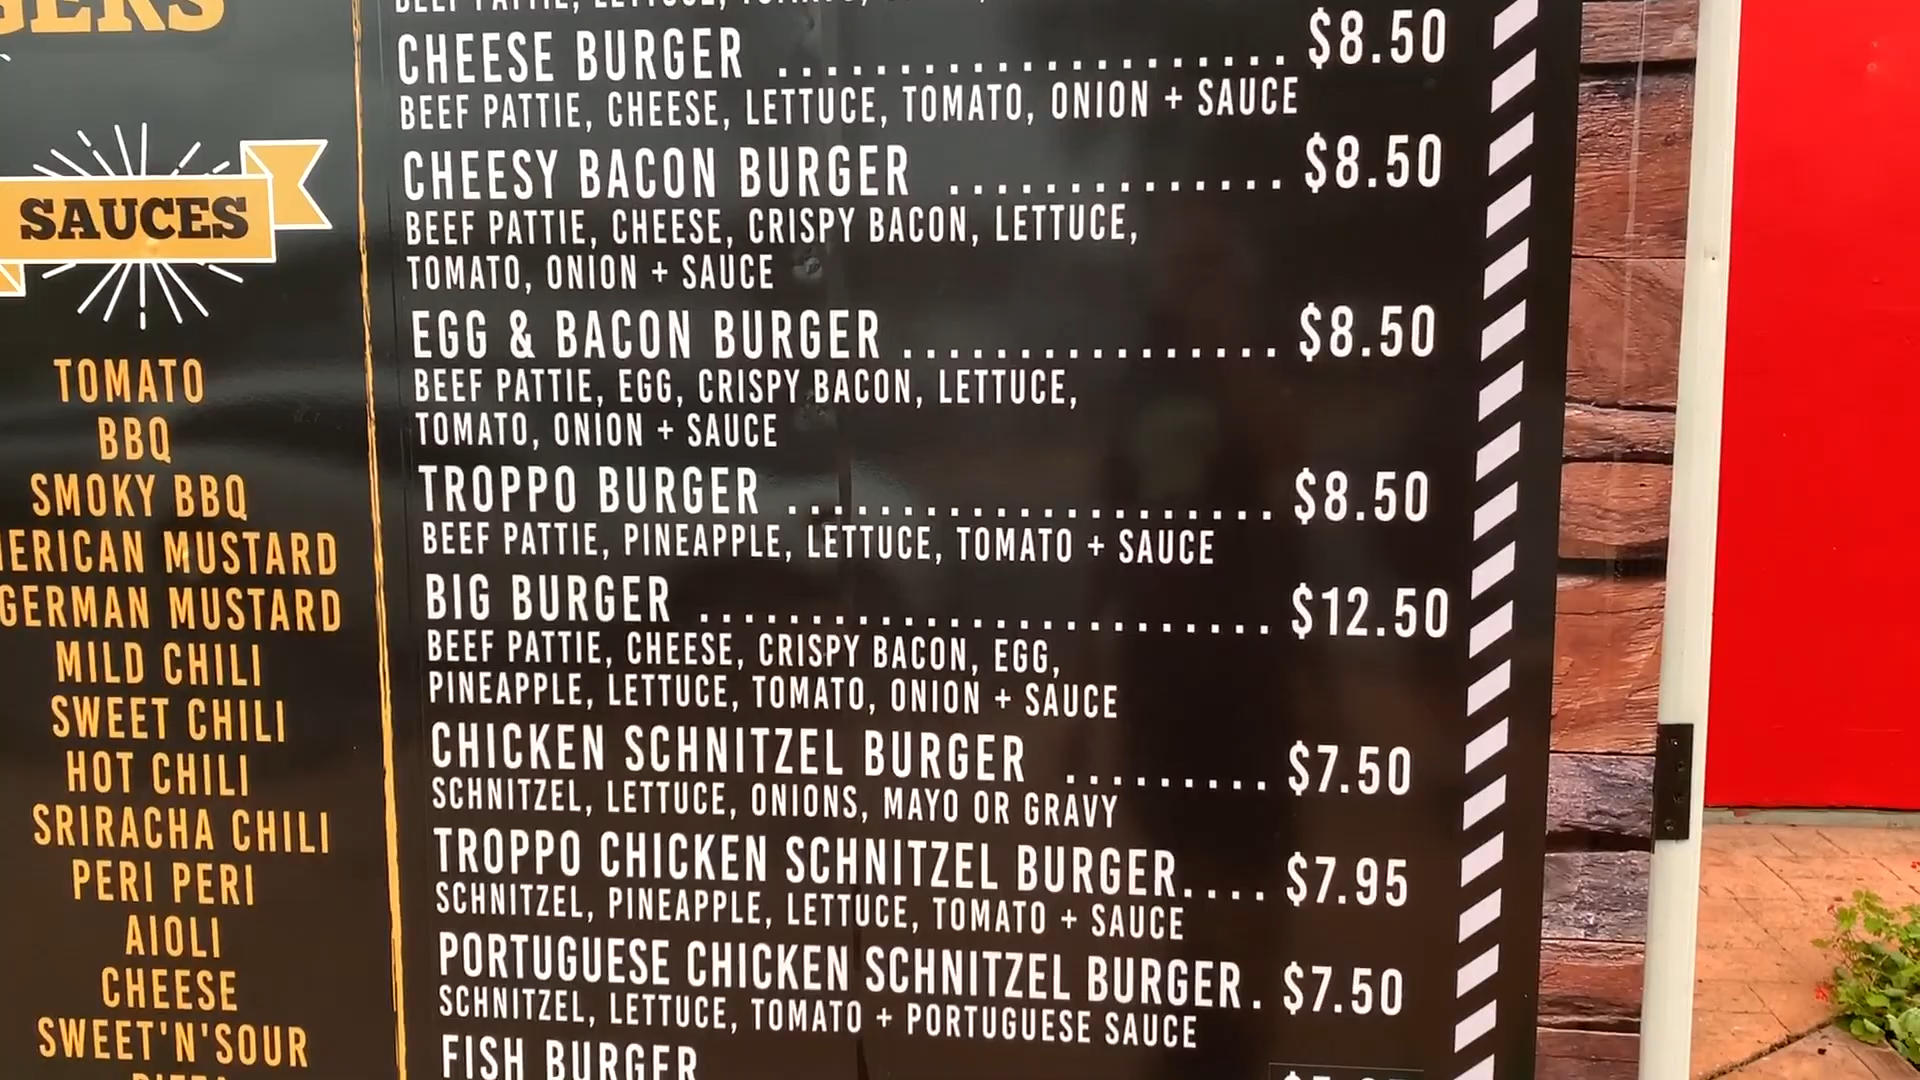 SAUCES
TOMATO
BBQ
SMOKY BBQ
MUSTARD
GERMAN MUSTARD
MILD CHILI
SWEET CHILI
HOT CHILI
SRIRACHA CHILI
PERI PERI
AIOLI
CHEESE
SWEET'N'SOUR
CHEESE BURGER ..................... $8.50
BEEF PATTIE, CHEESE, LETTUCE, TOMATO, ONION + SAUCE
CHEESY BACON BURGER .............. $8.50
BEEF PATTIE, CHEESE, CRISPY BACON, LETTUCE,
TOMATO, ONION + SAUCE
EGG & BACON BURGER ................ $8.50
BEEF PATTIE, EGG, CRISPY BACON, LETTUCE,
TOMATO, ONION + SAUCE
TROPPO BURGER ..................... $8.50
BEEF PATTIE, PINEAPPLE, LETTUCE, TOMATO + SAUCE
BIG BURGER ......................... $12.50
BEEF PATTIE, CHEESE, CRISPY BACON, EGG,
PINEAPPLE, LETTUCE, TOMATO, ONION + SAUCE
CHICKEN SCHNITZEL BURGER ......... $7.50
SCHNITZEL, LETTUCE, ONIONS, MAYO OR GRAVY
TROPPO CHICKEN SCHNITZEL BURGER.... $7.95
SCHNITZEL, PINEAPPLE, LETTUCE, TOMATO + SAUCE
PORTUGUESE CHICKEN SCHNITZEL BURGER. $7.50
SCHNITZEL, LETTUCE, TOMATO + PORTUGUESE SAUCE
FISH BURGER